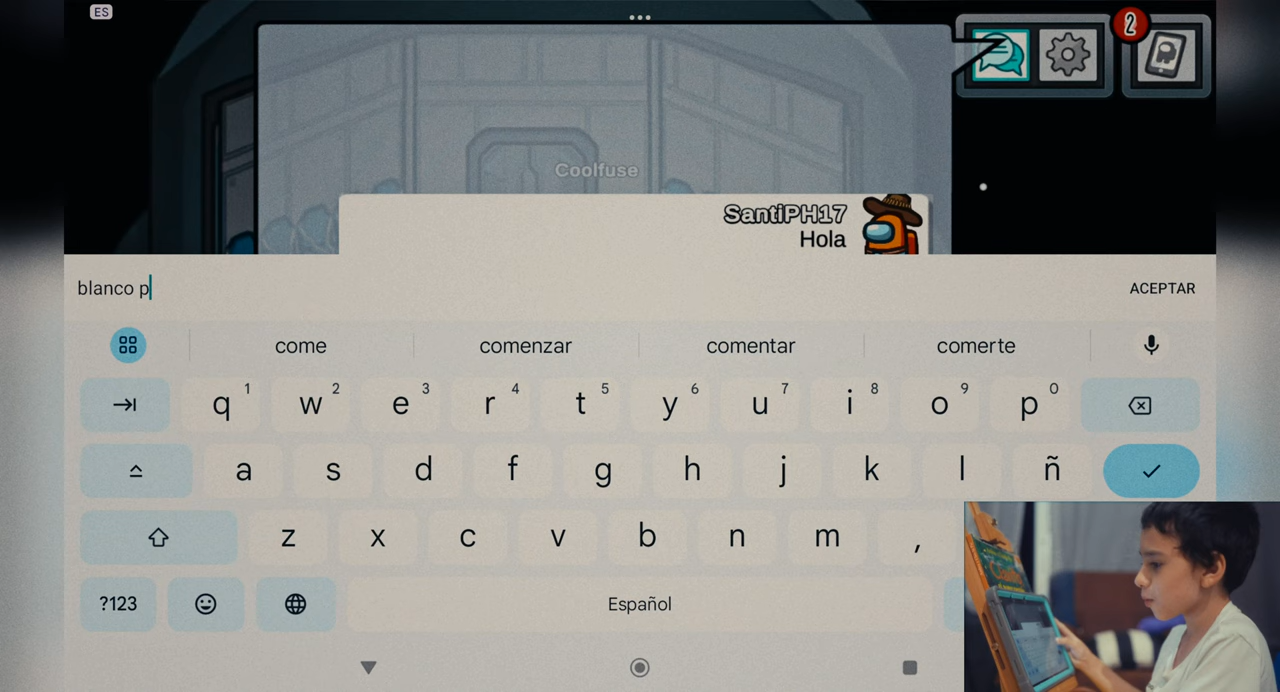 ES
2
Coolfuse
SantiPH17
Hola
blanco p
ACEPTAR
come comenzar comentar comerte
q 1 w 2 e 3 r 4 t 5 y 6 u 7 i 8 o 9 p 0
a s d f g h j k l ñ
z x c v b n m ,
?123 Español